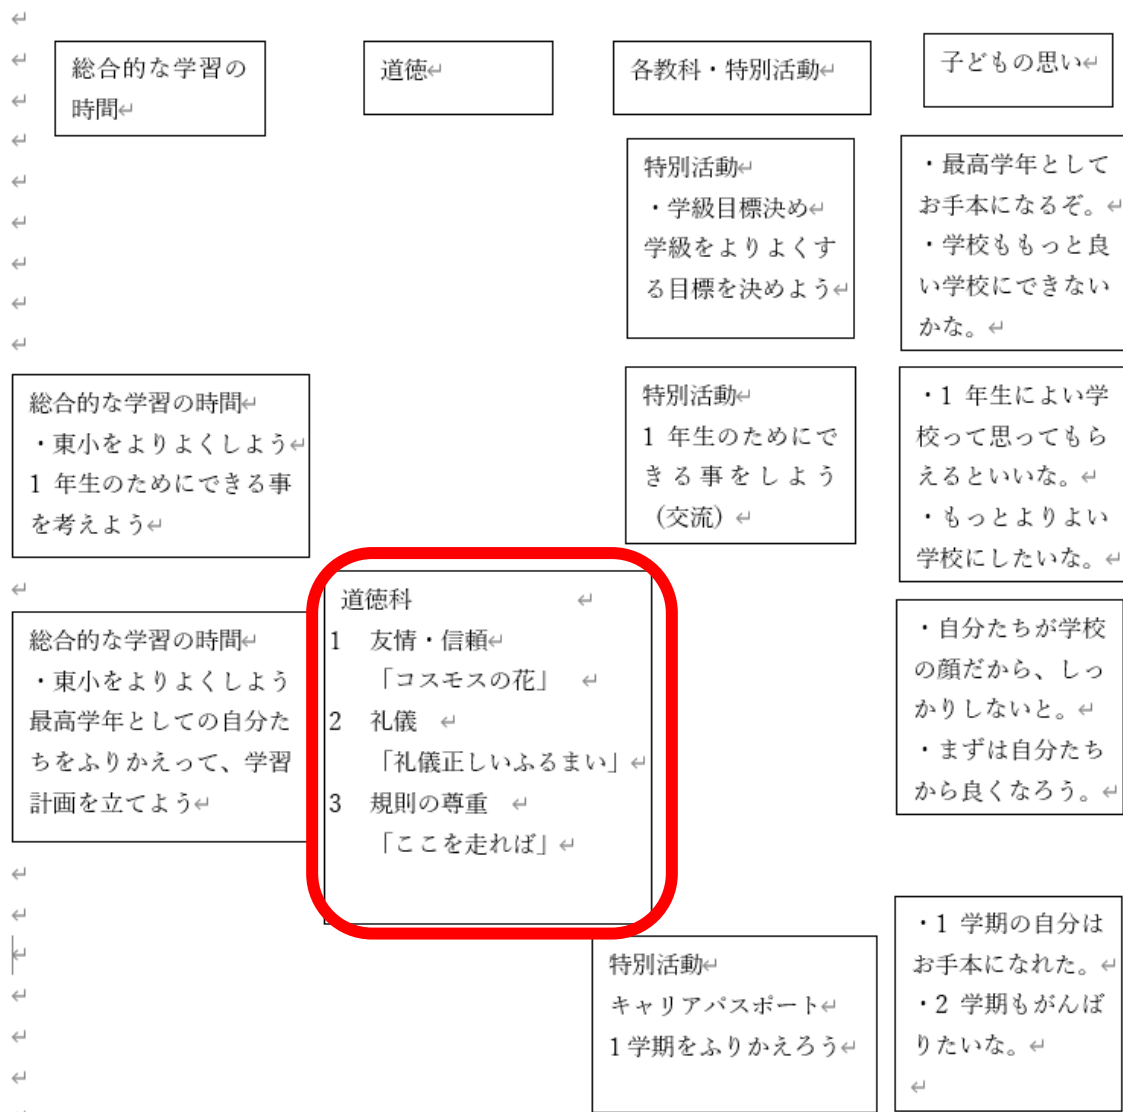 総合的な学習の
時間
道徳
各教科・特別活動
子どもの思い
特別活動
・学級目標決め
学級をよりよくす
る目標を決めよう
・最高学年として
お手本になるぞ。
・学校ももっと良
い学校にできない
かな。
総合的な学習の時間
・東小をよりよくしよう
1 年生のためにできる事
を考えよう
特別活動
1 年生のためにで
きる事をしよう
（交流）
・1 年生によい学
校って思ってもら
えるといいな。
・もっとよりよい
学校にしたいな。
総合的な学習の時間
・東小をよりよくしよう
最高学年としての自分た
ちをふりかえって、学習
計画を立てよう
道徳科
1　友情・信頼
「コスモスの花」
2　礼儀
「礼儀正しいふるまい」
3　規則の尊重
「ここを走れば」
・自分たちが学校
の顔だから、しっ
かりしないと。
・まずは自分たち
から良くなろう。
特別活動
キャリアパスポート
1学期をふりかえろう
・1 学期の自分は
お手本になれた。
・2 学期もがんば
りたいな。